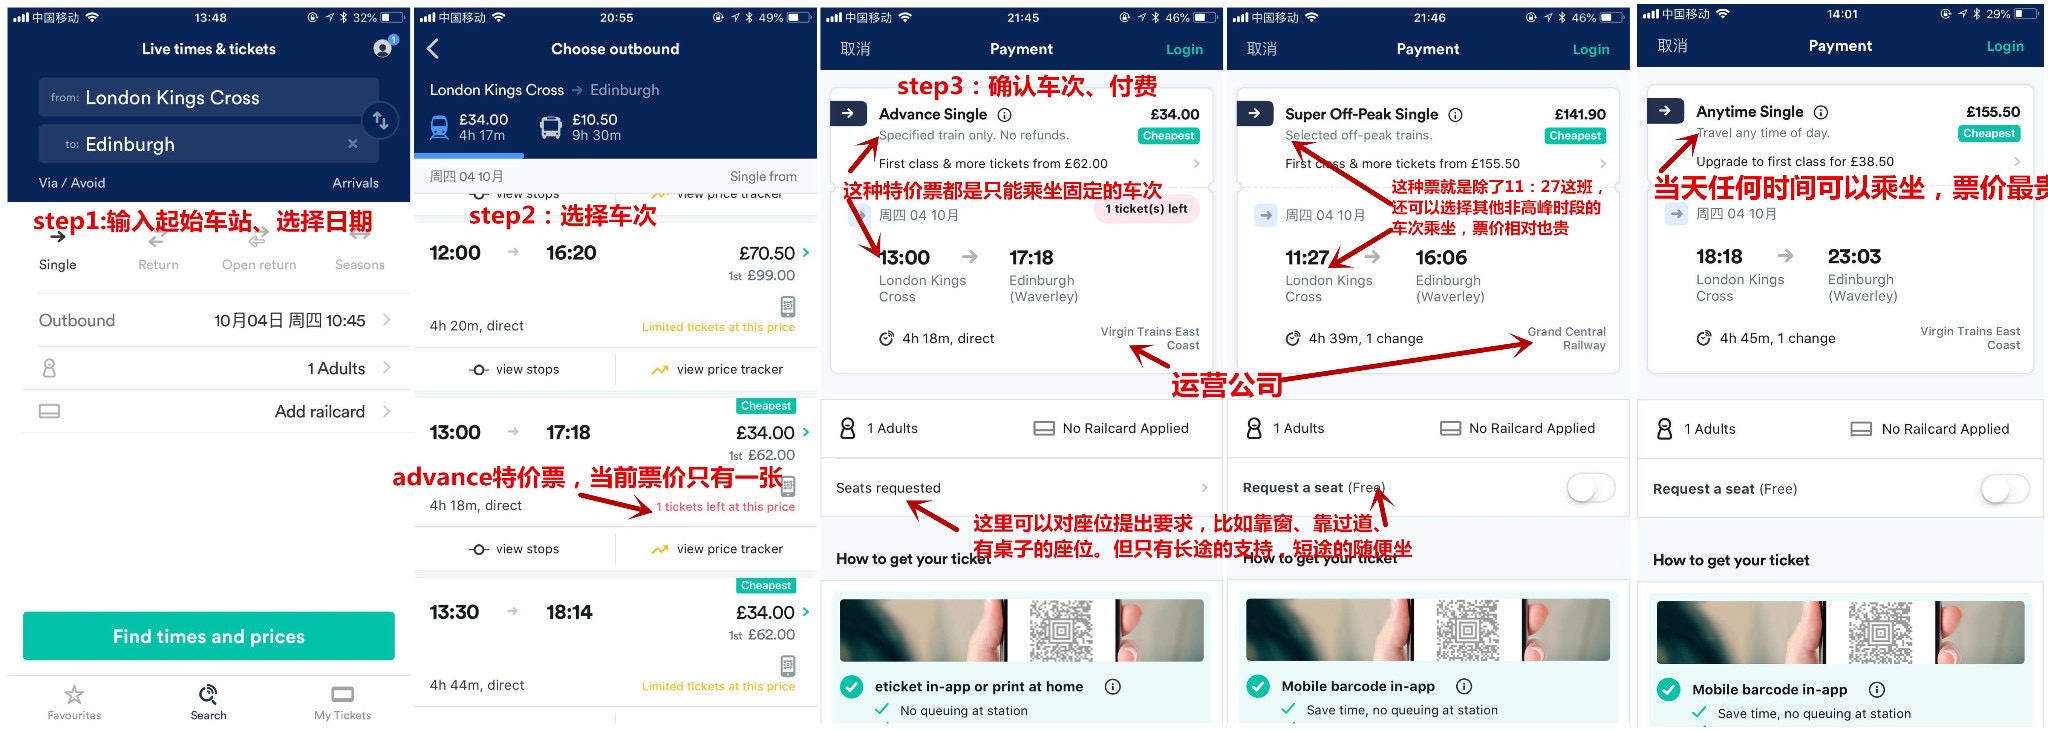 中国移动 13:48 32%
Live times & tickets
1
from: London Kings Cross
to: Edinburgh
Via / Avoid Arrivals
step1:输入起始车站、选择日期
Single Return Open return Seasons
Outbound 10月04日 周四 10:45
1 Adults
Add railcard
Find times and prices
Favourites Search My Tickets
中国移动 20:55 49%
Choose outbound
London Kings Cross → Edinburgh
£34.00 £10.50
4h 17m 9h 30m
周四 04 10月 Single from
view stops view price tracker
step2：选择车次
12:00 → 16:20 £70.50
1st £99.00
4h 20m, direct Limited tickets at this price
view stops view price tracker
Cheapest
13:00 → 17:18 £34.00
1st £62.00
advance特价票，当前票价只有一张
4h 18m, direct 1 tickets left at this price
view stops view price tracker
Cheapest
13:30 → 18:14 £34.00
1st £62.00
4h 44m, direct Limited tickets at this price
中国移动 21:45 46%
取消 Payment Login
step3：确认车次、付费
Advance Single £34.00
Specified train only. No refunds. Cheapest
First class & more tickets from £62.00
这种特价票都是只能乘坐固定的车次
周四 04 10月 1 ticket(s) left
13:00 → 17:18
London Kings Cross Edinburgh (Waverley)
4h 18m, direct Virgin Trains East Coast
运营公司
1 Adults No Railcard Applied
Seats requested
这里可以对座位提出要求，比如靠窗、靠过道、
有桌子的座位。但只有长途的支持，短途的随便坐
How to get your ticket
eticket in-app or print at home
No queuing at station
中国移动 21:46 46%
取消 Payment Login
Super Off-Peak Single £141.90
Selected off-peak trains. Cheapest
First class & more tickets from £155.50
这种票就是除了11：27这班，
还可以选择其他非高峰时段的
车次乘坐，票价相对也贵
周四 04 10月
11:27 → 16:06
London Kings Cross Edinburgh (Waverley)
4h 39m, 1 change Grand Central Railway
1 Adults No Railcard Applied
Request a seat (Free)
How to get your ticket
Mobile barcode in-app
Save time, no queuing at station
中国移动 14:01 29%
取消 Payment Login
Anytime Single £155.50
Travel any time of day. Cheapest
Upgrade to first class for £38.50
当天任何时间可以乘坐，票价最贵
周四 04 10月
18:18 → 23:03
London Kings Cross Edinburgh (Waverley)
4h 45m, 1 change Virgin Trains East Coast
1 Adults No Railcard Applied
Request a seat (Free)
How to get your ticket
Mobile barcode in-app
Save time, no queuing at station